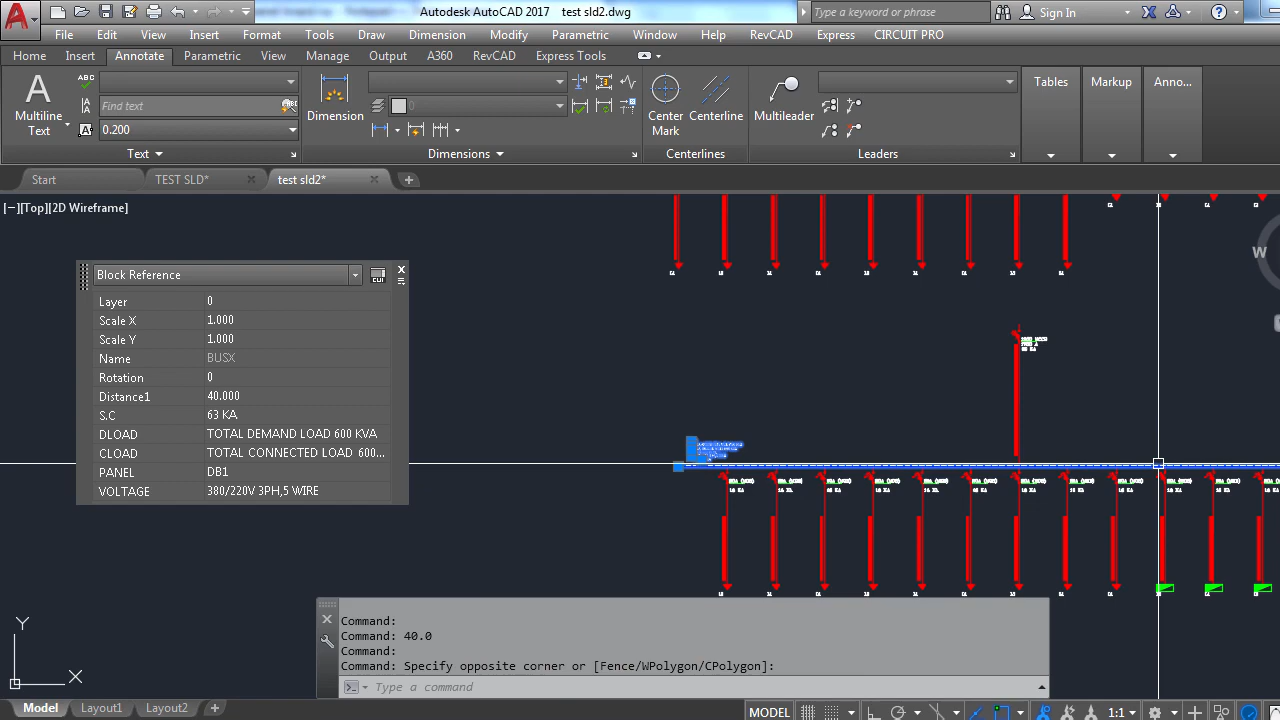 Autodesk AutoCAD 2017 test sld2.dwg
Type a keyword or phrase
Sign In
File Edit View Insert Format Tools Draw Dimension Modify Parametric Window Help RevCAD Express CIRCUIT PRO
Home Insert Annotate Parametric View Manage Output A360 RevCAD Express Tools
Multiline Text
Find text
0.200
Dimension
0
Center Mark
Centerline
Multileader
Tables
Markup
Anno...
Text
Dimensions
Centerlines
Leaders
Start TEST SLD* test sld2*
[−][Top][2D Wireframe]
W
Block Reference
CUI
Layer 0
Scale X 1.000
Scale Y 1.000
Name BUSX
Rotation 0
Distance1 40.000
S.C 63 KA
DLOAD TOTAL DEMAND LOAD 600 KVA
CLOAD TOTAL CONNECTED LOAD 600...
PANEL DB1
VOLTAGE 380/220V 3PH,5 WIRE
Command:
Command: 40.0
Command:
Command: Specify opposite corner or [Fence/WPolygon/CPolygon]:
Type a command
Y
X
Model Layout1 Layout2
MODEL
1:1